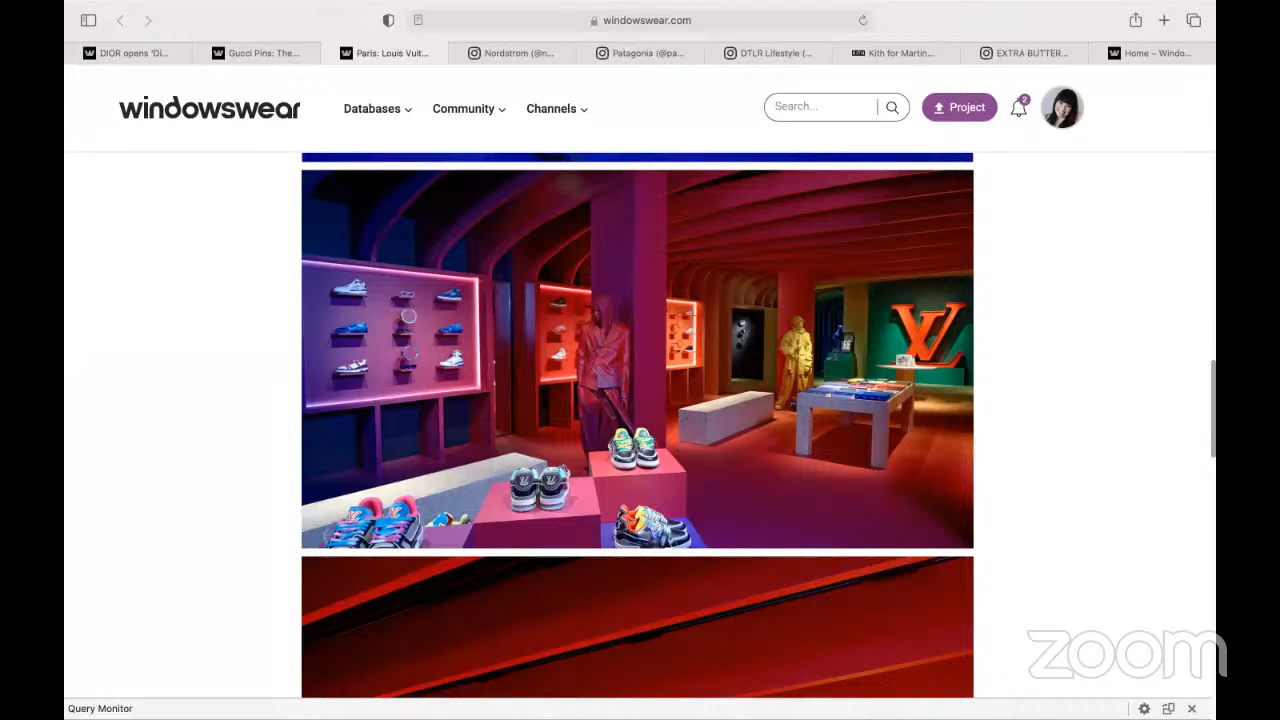 windowswear.com
DIOR opens 'Di...
Gucci Pins: The...
Paris: Louis Vuit...
Nordstrom (@n...
Patagonia (@pa...
DTLR Lifestyle (...
Kith for Martin...
EXTRA BUTTER...
Home – Windo...
windowswear
Databases
Community
Channels
Search...
Project
2
LV
zoom
Query Monitor